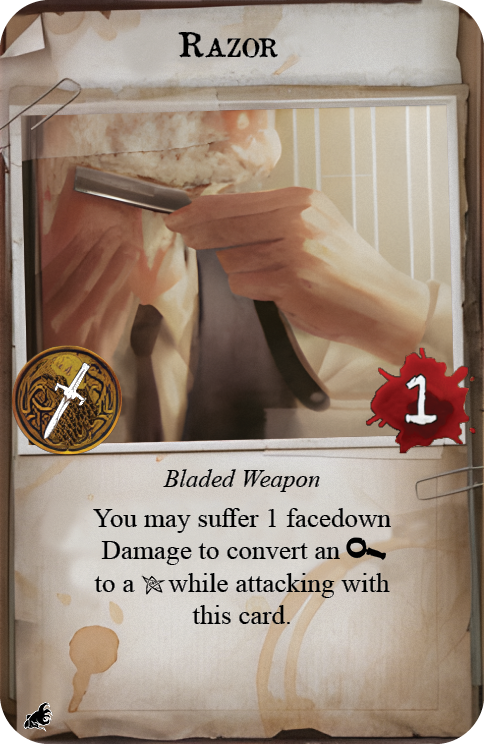 Razor
1
Bladed Weapon
You may suffer 1 facedown
Damage to convert an
to a while attacking with
this card.